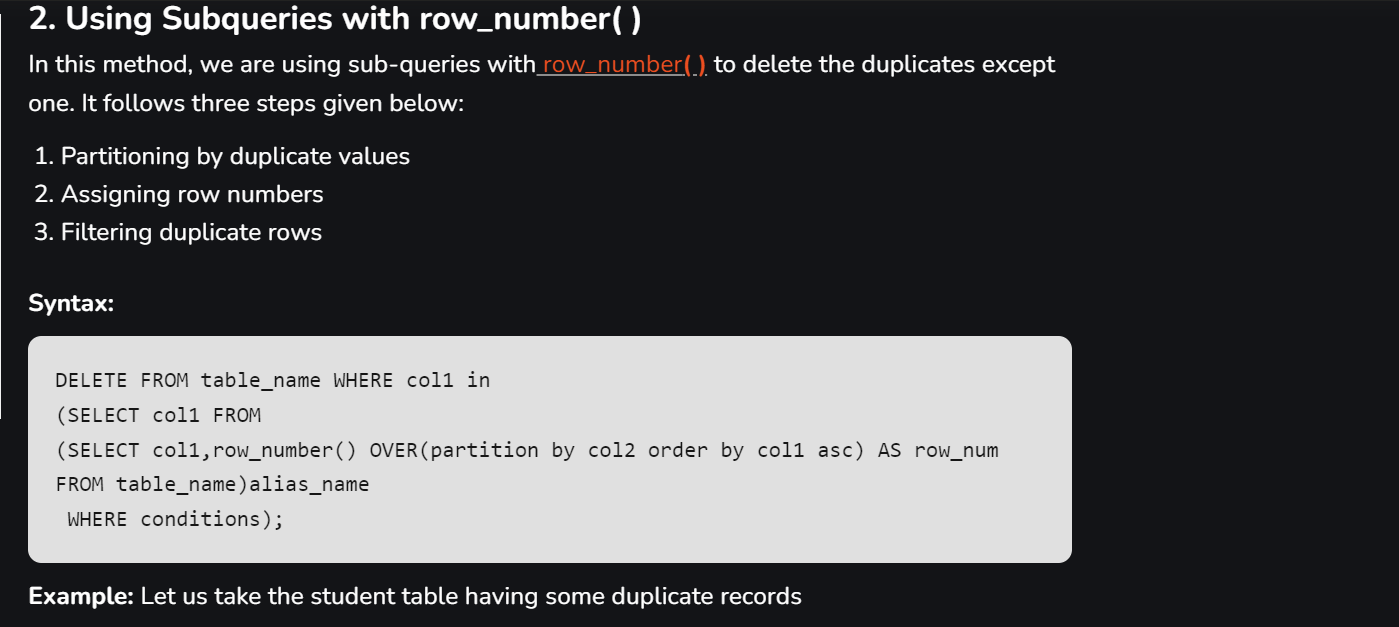 2. Using Subqueries with row_number( )
In this method, we are using sub-queries with row_number( ) to delete the duplicates except
one. It follows three steps given below:
1. Partitioning by duplicate values
2. Assigning row numbers
3. Filtering duplicate rows
Syntax:
DELETE FROM table_name WHERE col1 in
(SELECT col1 FROM
(SELECT col1,row_number() OVER(partition by col2 order by col1 asc) AS row_num
FROM table_name)alias_name
WHERE conditions);
Example: Let us take the student table having some duplicate records